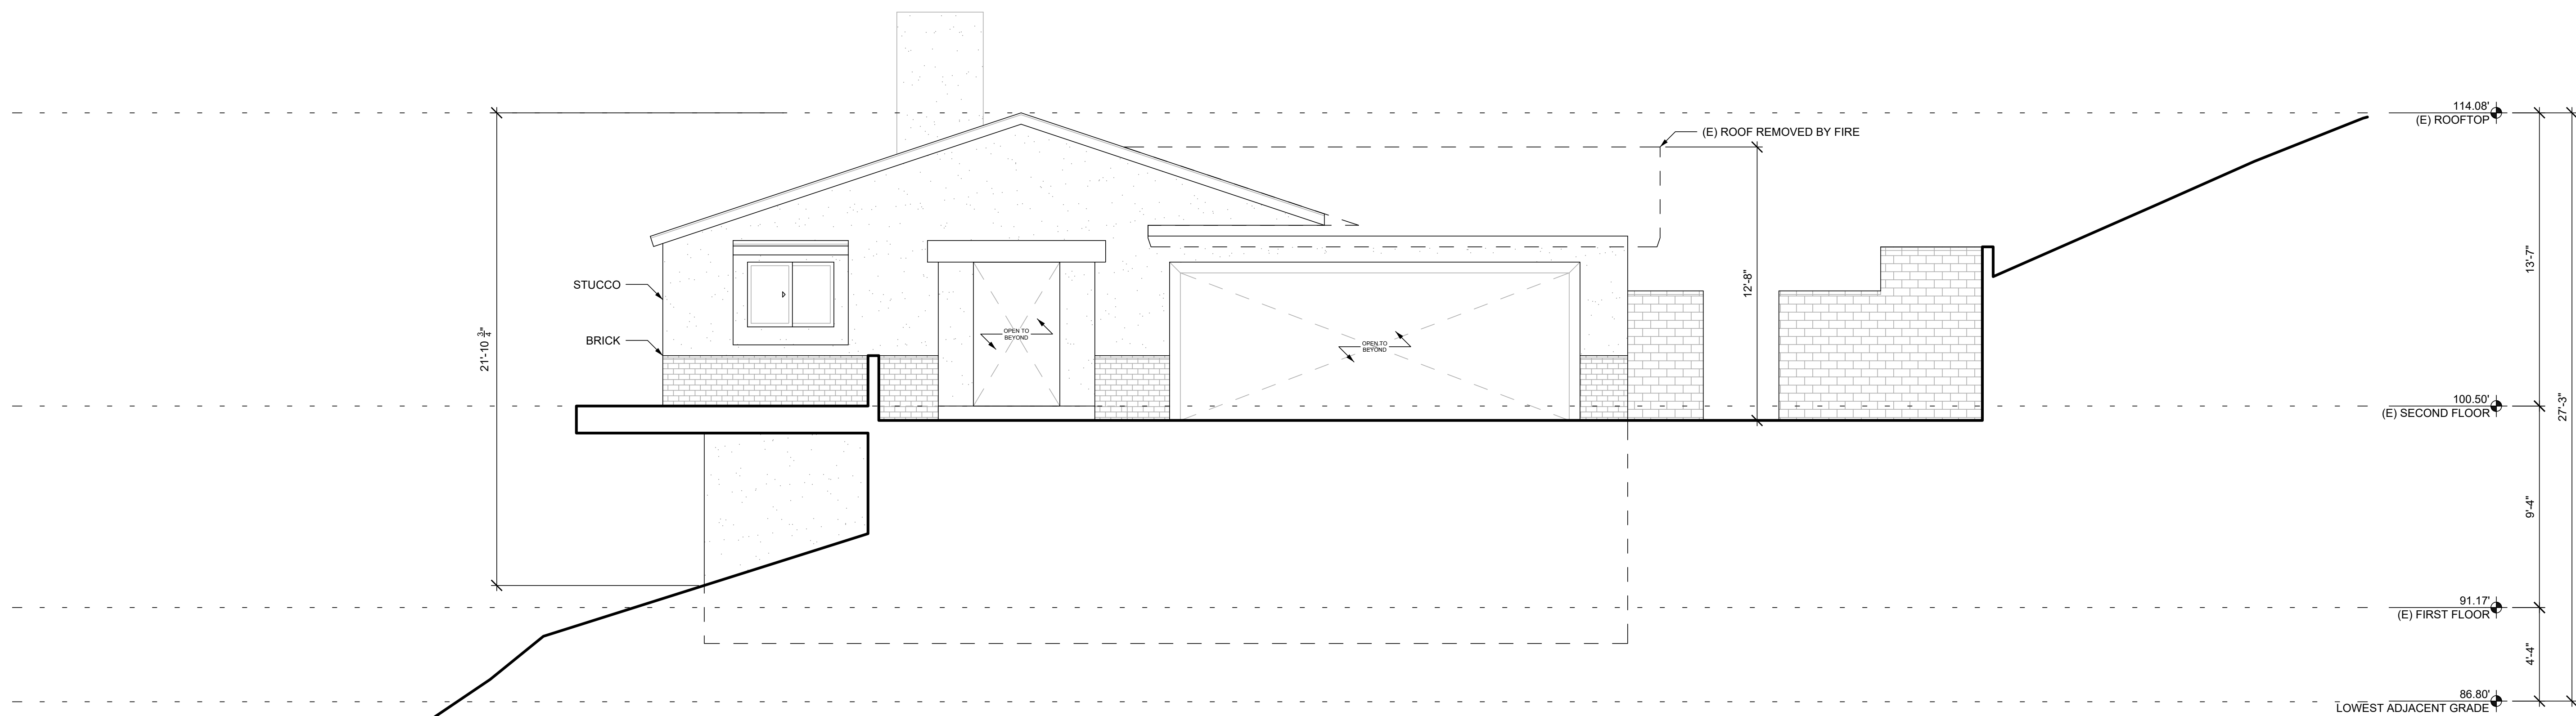 114.08'
(E) ROOFTOP
(E) ROOF REMOVED BY FIRE
13'-7"
12'-8"
STUCCO
21'-10 3/4"
BRICK
OPEN TO
BEYOND
OPEN TO
BEYOND
100.50'
(E) SECOND FLOOR
27'-3"
9'-4"
91.17'
(E) FIRST FLOOR
4'-4"
86.80'
LOWEST ADJACENT GRADE